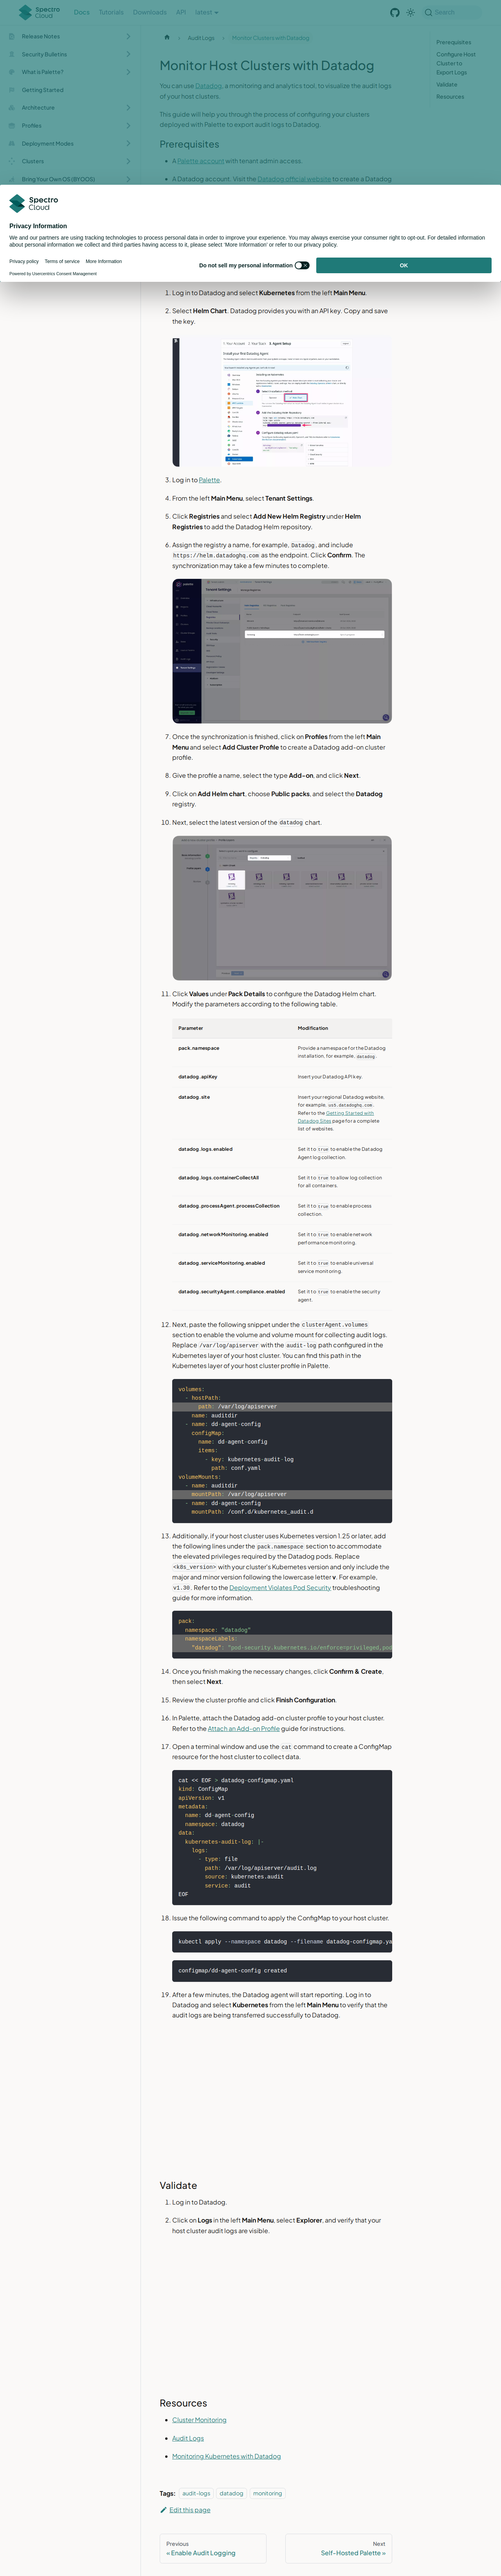 Spectro Cloud
Docs
Tutorials
Downloads
API
latest
Search
Release Notes
Security Bulletins
What is Palette?
Getting Started
Architecture
Profiles
Deployment Modes
Clusters
Bring Your Own OS (BYOOS)
Audit Logs
Monitor Clusters with Datadog
Monitor Host Clusters with Datadog
You can use Datadog, a monitoring and analytics tool, to visualize the audit logs
of your host clusters.
This guide will help you through the process of configuring your clusters
deployed with Palette to export audit logs to Datadog.
Prerequisites
A Palette account with tenant admin access.
A Datadog account. Visit the Datadog official website to create a Datadog
Prerequisites
Configure Host
Cluster to
Export Logs
Validate
Resources
Spectro
Cloud
Privacy Information
We and our partners are using tracking technologies to process personal data in order to improve your experience. You may always exercise your consumer right to opt-out. For detailed information
about personal information we collect and third parties having access to it, please select 'More Information' or refer to our privacy policy.
Privacy policy
Terms of service
More Information
Powered by Usercentrics Consent Management
Do not sell my personal information
OK
1. Log in to Datadog and select Kubernetes from the left Main Menu.
2. Select Helm Chart. Datadog provides you with an API key. Copy and save
the key.
3. Log in to Palette.
4. From the left Main Menu, select Tenant Settings.
5. Click Registries and select Add New Helm Registry under Helm
Registries to add the Datadog Helm repository.
6. Assign the registry a name, for example, Datadog, and include
https://helm.datadoghq.com as the endpoint. Click Confirm. The
synchronization may take a few minutes to complete.
7. Once the synchronization is finished, click on Profiles from the left Main
Menu and select Add Cluster Profile to create a Datadog add-on cluster
profile.
8. Give the profile a name, select the type Add-on, and click Next.
9. Click on Add Helm chart, choose Public packs, and select the Datadog
registry.
10. Next, select the latest version of the datadog chart.
11. Click Values under Pack Details to configure the Datadog Helm chart.
Modify the parameters according to the following table.
Parameter
Modification
pack.namespace
Provide a namespace for the Datadog
installation, for example, datadog.
datadog.apiKey
Insert your Datadog API key.
datadog.site
Insert your regional Datadog website,
for example, us5.datadoghq.com.
Refer to the Getting Started with
Datadog Sites page for a complete
list of websites.
datadog.logs.enabled
Set it to true to enable the Datadog
Agent log collection.
datadog.logs.containerCollectAll
Set it to true to allow log collection
for all containers.
datadog.processAgent.processCollection
Set it to true to enable process
collection.
datadog.networkMonitoring.enabled
Set it to true to enable network
performance monitoring.
datadog.serviceMonitoring.enabled
Set it to true to enable universal
service monitoring.
datadog.securityAgent.compliance.enabled
Set it to true to enable the security
agent.
12. Next, paste the following snippet under the clusterAgent.volumes
section to enable the volume and volume mount for collecting audit logs.
Replace /var/log/apiserver with the audit-log path configured in the
Kubernetes layer of your host cluster. You can find this path in the
Kubernetes layer of your host cluster profile in Palette.
volumes:
- hostPath:
path: /var/log/apiserver
name: auditdir
- name: dd-agent-config
configMap:
name: dd-agent-config
items:
- key: kubernetes-audit-log
path: conf.yaml
volumeMounts:
- name: auditdir
mountPath: /var/log/apiserver
- name: dd-agent-config
mountPath: /conf.d/kubernetes_audit.d
13. Additionally, if your host cluster uses Kubernetes version 1.25 or later, add
the following lines under the pack.namespace section to accommodate
the elevated privileges required by the Datadog pods. Replace
<k8s_version> with your cluster's Kubernetes version and only include the
major and minor version following the lowercase letter v. For example,
v1.30. Refer to the Deployment Violates Pod Security troubleshooting
guide for more information.
pack:
namespace: "datadog"
namespaceLabels:
"datadog": "pod-security.kubernetes.io/enforce=privileged,pod
14. Once you finish making the necessary changes, click Confirm & Create,
then select Next.
15. Review the cluster profile and click Finish Configuration.
16. In Palette, attach the Datadog add-on cluster profile to your host cluster.
Refer to the Attach an Add-on Profile guide for instructions.
17. Open a terminal window and use the cat command to create a ConfigMap
resource for the host cluster to collect data.
cat << EOF > datadog-configmap.yaml
kind: ConfigMap
apiVersion: v1
metadata:
name: dd-agent-config
namespace: datadog
data:
kubernetes-audit-log: |-
logs:
- type: file
path: /var/log/apiserver/audit.log
source: kubernetes.audit
service: audit
EOF
18. Issue the following command to apply the ConfigMap to your host cluster.
kubectl apply --namespace datadog --filename datadog-configmap.ya
configmap/dd-agent-config created
19. After a few minutes, the Datadog agent will start reporting. Log in to
Datadog and select Kubernetes from the left Main Menu to verify that the
audit logs are being transferred successfully to Datadog.
Validate
1. Log in to Datadog.
2. Click on Logs in the left Main Menu, select Explorer, and verify that your
host cluster audit logs are visible.
Resources
Cluster Monitoring
Audit Logs
Monitoring Kubernetes with Datadog
Tags:
audit-logs
datadog
monitoring
Edit this page
Previous
« Enable Audit Logging
Next
Self-Hosted Palette »